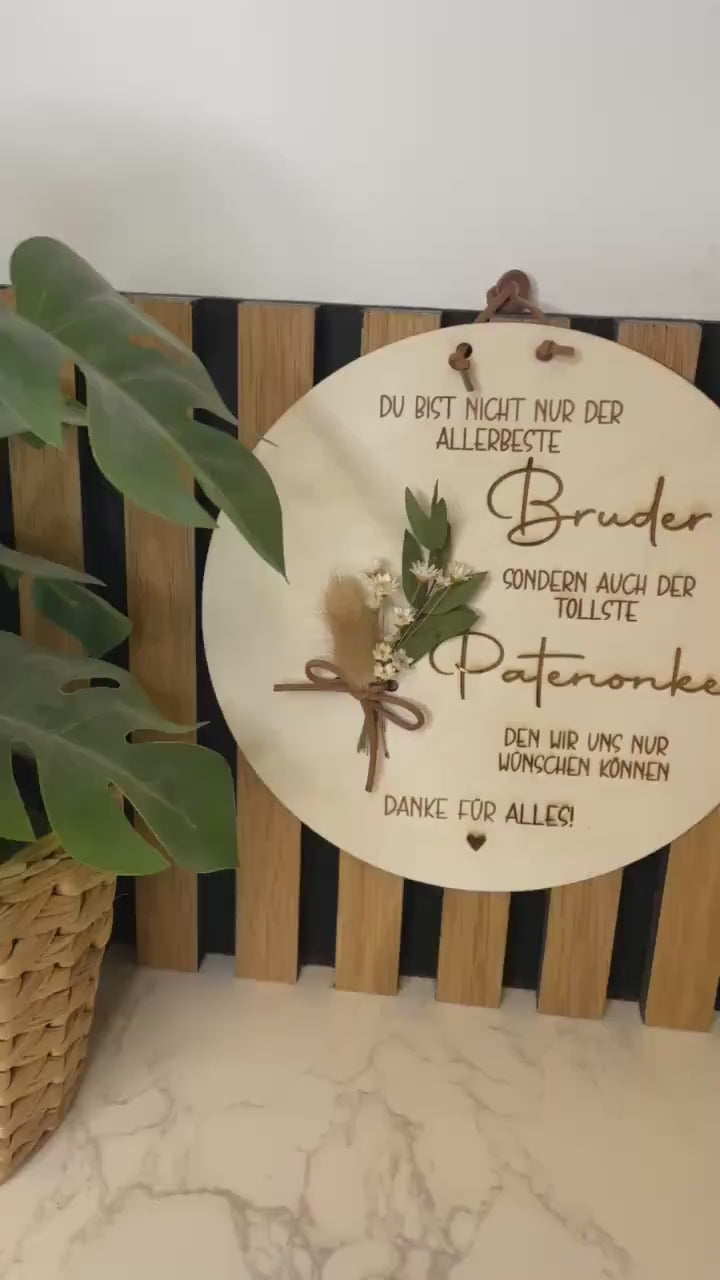 DU BIST NICHT NUR DER
ALLERBESTE
Bruder
SONDERN AUCH DER
TOLLSTE
Patenonke
DEN WIR UNS NUR
WÜNSCHEN KÖNNEN
DANKE FÜR ALLES!